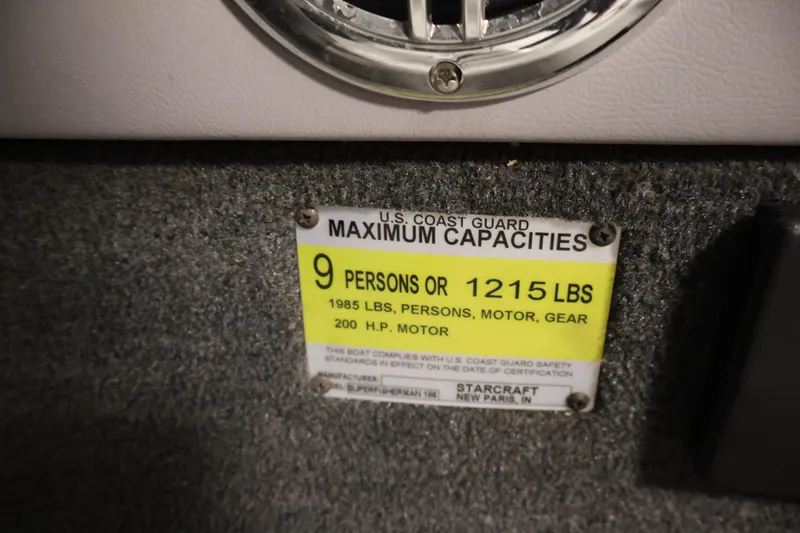 U.S. COAST GUARD
MAXIMUM CAPACITIES
9 PERSONS OR 1215 LBS
1985 LBS, PERSONS, MOTOR, GEAR
200 H.P. MOTOR
THIS BOAT COMPLIES WITH U.S. COAST GUARD SAFETY
STANDARDS IN EFFECT ON THE DATE OF CERTIFICATION
MANUFACTURER: STARCRAFT
SUPERFISHERMAN NEW PARIS, IN